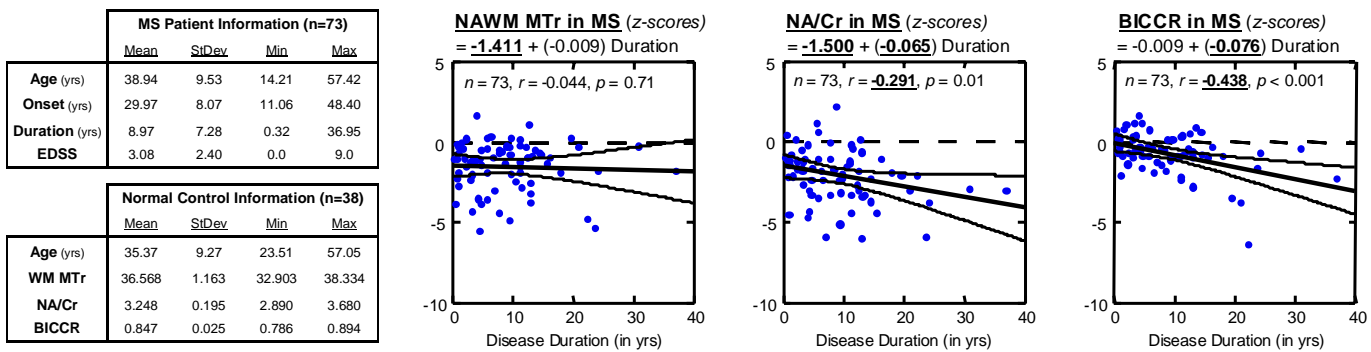 MS Patient Information (n=73)
Mean StDev Min Max
Age (yrs) 38.94 9.53 14.21 57.42
Onset (yrs) 29.97 8.07 11.06 48.40
Duration (yrs) 8.97 7.28 0.32 36.95
EDSS 3.08 2.40 0.0 9.0
Normal Control Information (n=38)
Mean StDev Min Max
Age (yrs) 35.37 9.27 23.51 57.05
WM MTr 36.568 1.163 32.903 38.334
NA/Cr 3.248 0.195 2.890 3.680
BICCR 0.847 0.025 0.786 0.894
NAWM MTr in MS (z-scores)
= -1.411 + (-0.009) Duration
n = 73, r = -0.044, p = 0.71
5
0
-5
-10
0 10 20 30 40
Disease Duration (in yrs)
NA/Cr in MS (z-scores)
= -1.500 + (-0.065) Duration
n = 73, r = -0.291, p = 0.01
5
0
-5
-10
0 10 20 30 40
Disease Duration (in yrs)
BICCR in MS (z-scores)
= -0.009 + (-0.076) Duration
n = 73, r = -0.438, p < 0.001
5
0
-5
-10
0 10 20 30 40
Disease Duration (in yrs)